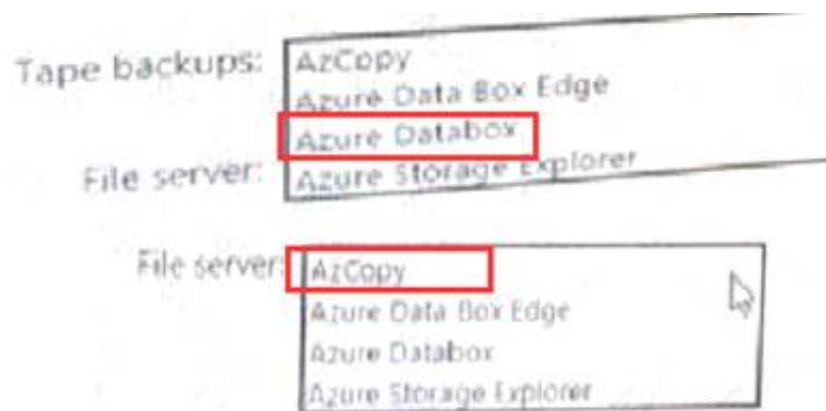 Tape backups:
AzCopy
Azure Data Box Edge
Azure Databox
File server:
Azure Storage Explorer
File server:
AzCopy
Azure Data Box Edge
Azure Databox
Azure Storage Explorer